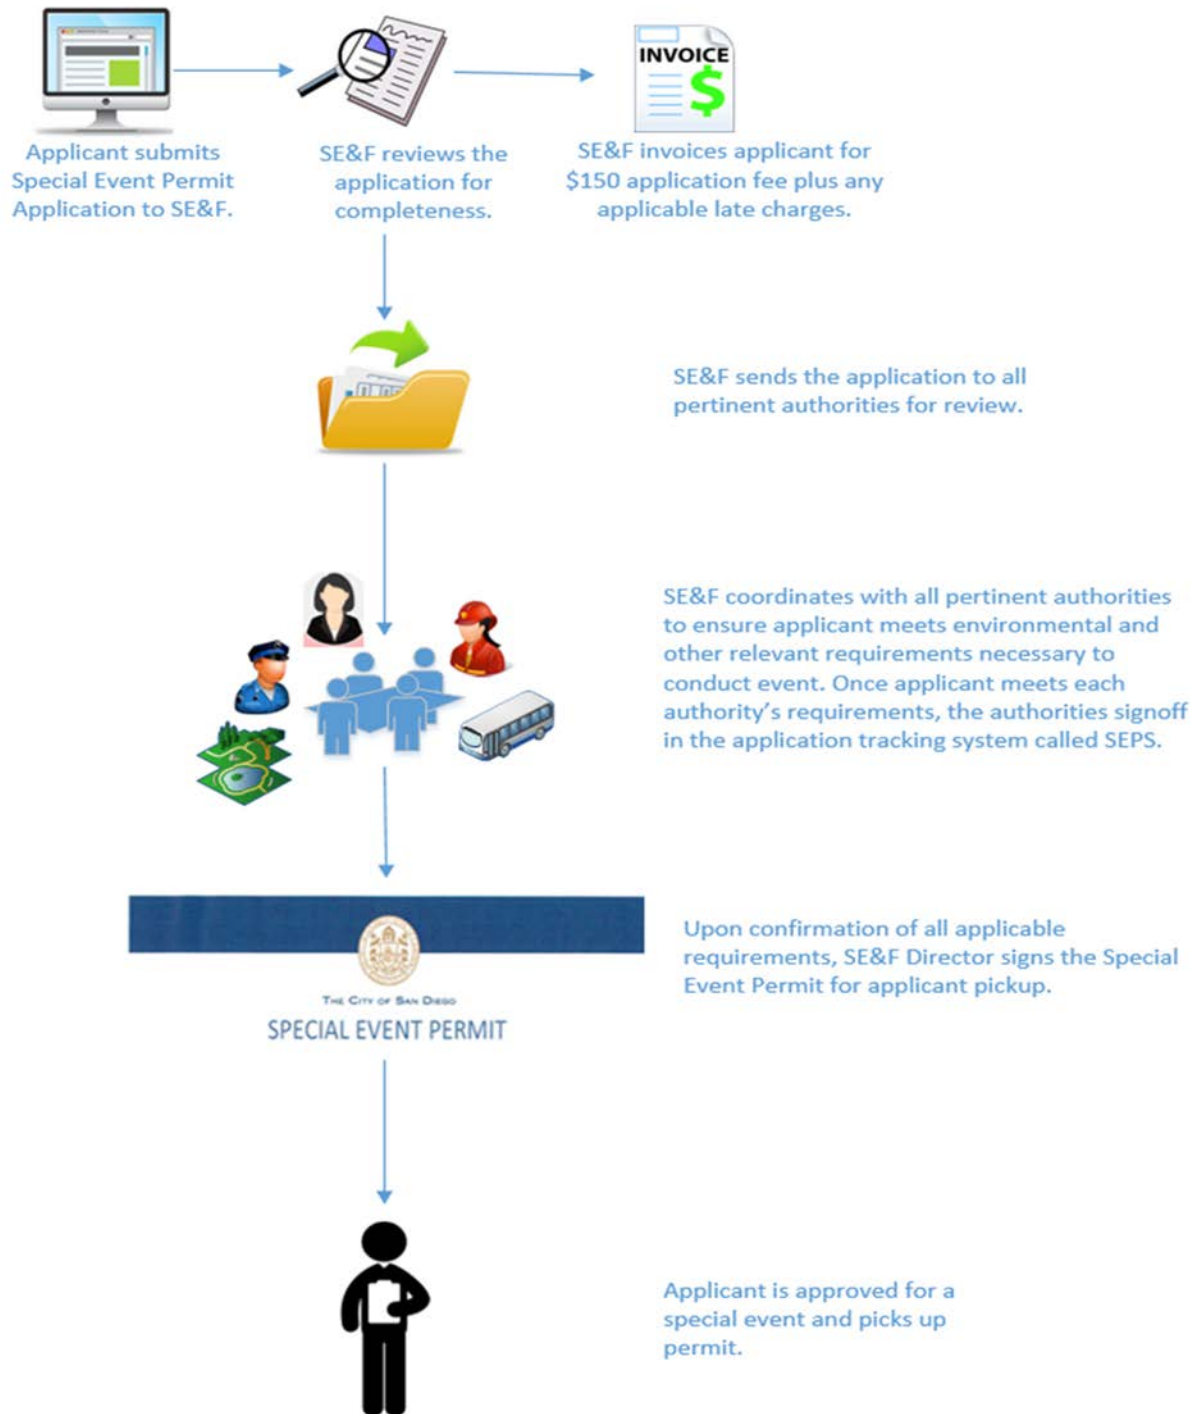 INVOICE
$
Applicant submits
Special Event Permit
Application to SE&F.
SE&F reviews the
application for
completeness.
SE&F invoices applicant for
$150 application fee plus any
applicable late charges.
SE&F sends the application to all
pertinent authorities for review.
SE&F coordinates with all pertinent authorities
to ensure applicant meets environmental and
other relevant requirements necessary to
conduct event. Once applicant meets each
authority's requirements, the authorities signoff
in the application tracking system called SEPS.
Upon confirmation of all applicable
requirements, SE&F Director signs the Special
Event Permit for applicant pickup.
THE CITY OF SAN DIEGO
SPECIAL EVENT PERMIT
Applicant is approved for a
special event and picks up
permit.